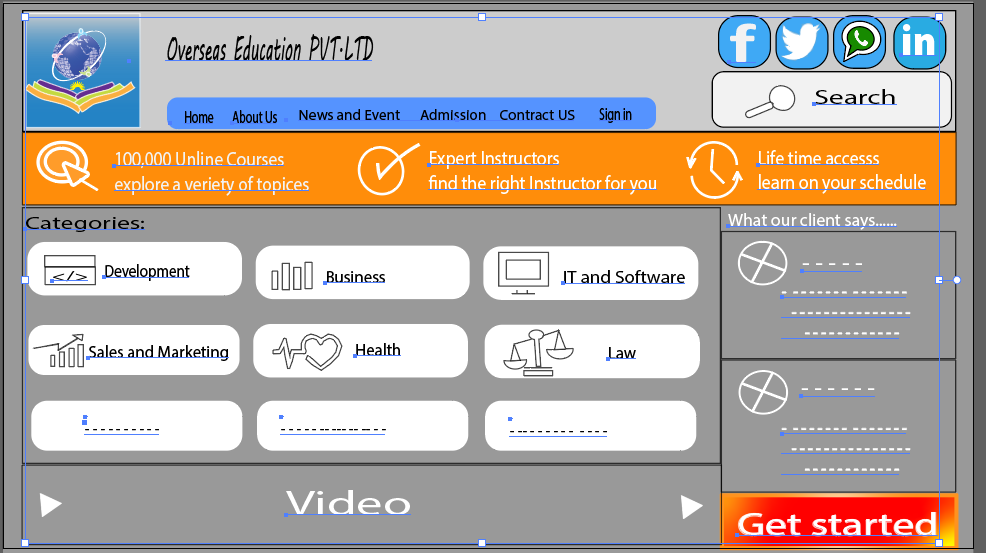 Overseas Education PVT.LTD
f
in
Search
Home About Us News and Event Admission Contract US Sign in
100,000 Unline Courses
explore a veriety of topices
Expert Instructors
find the right Instructor for you
Life time accesss
learn on your schedule
Categories:
What our client says......
</>
Development
Business
IT and Software
Sales and Marketing
Health
Law
Video
Get started